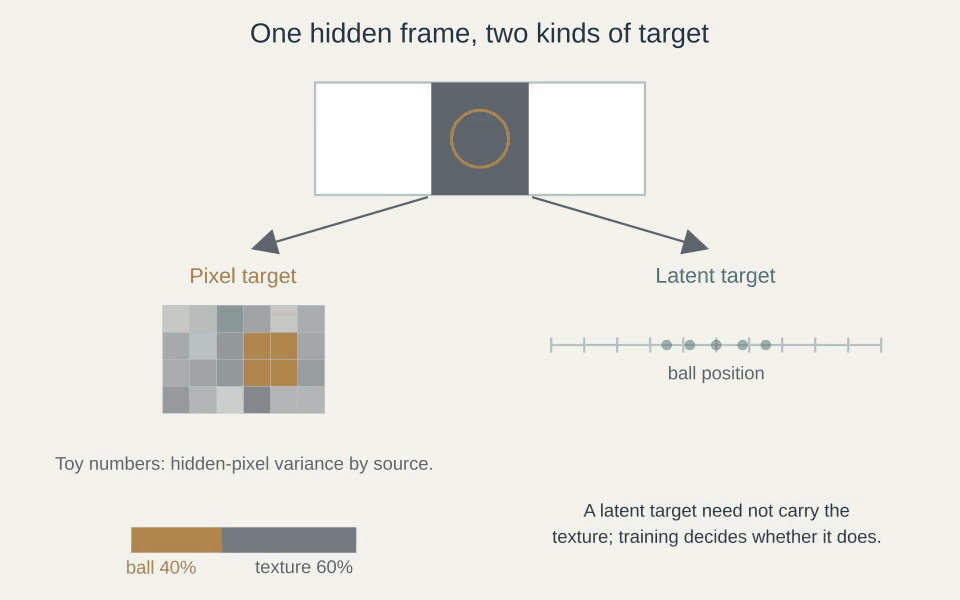 One hidden frame, two kinds of target
Pixel target
Latent target
ball position
Toy numbers: hidden-pixel variance by source.
ball 40%
texture 60%
A latent target need not carry the
texture; training decides whether it does.